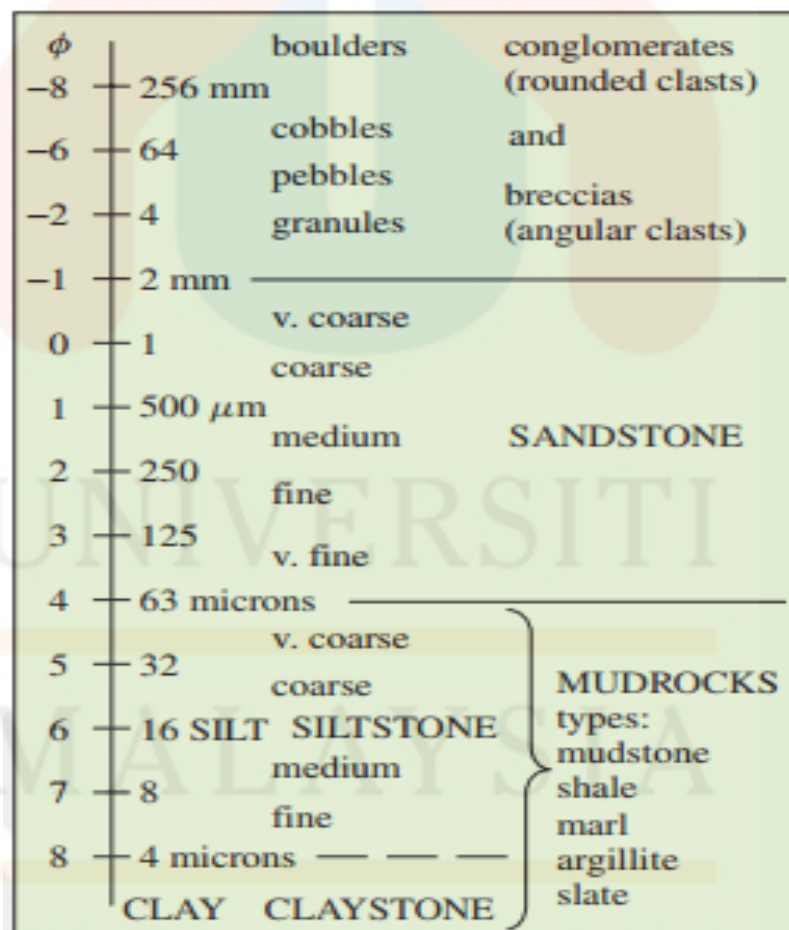 ϕ boulders conglomerates
−8 256 mm (rounded clasts)
cobbles and
−6 64
pebbles
breccias
−2 4 granules (angular clasts)
−1 2 mm
v. coarse
0 1
coarse
1 500 μm
medium SANDSTONE
2 250
fine
3 125
v. fine
4 63 microns
v. coarse
5 32
coarse MUDROCKS
6 16 SILT SILTSTONE types:
medium mudstone
7 8 shale
fine marl
8 4 microns argillite
slate
CLAY CLAYSTONE
UNIVERSITI
MALAYSIA